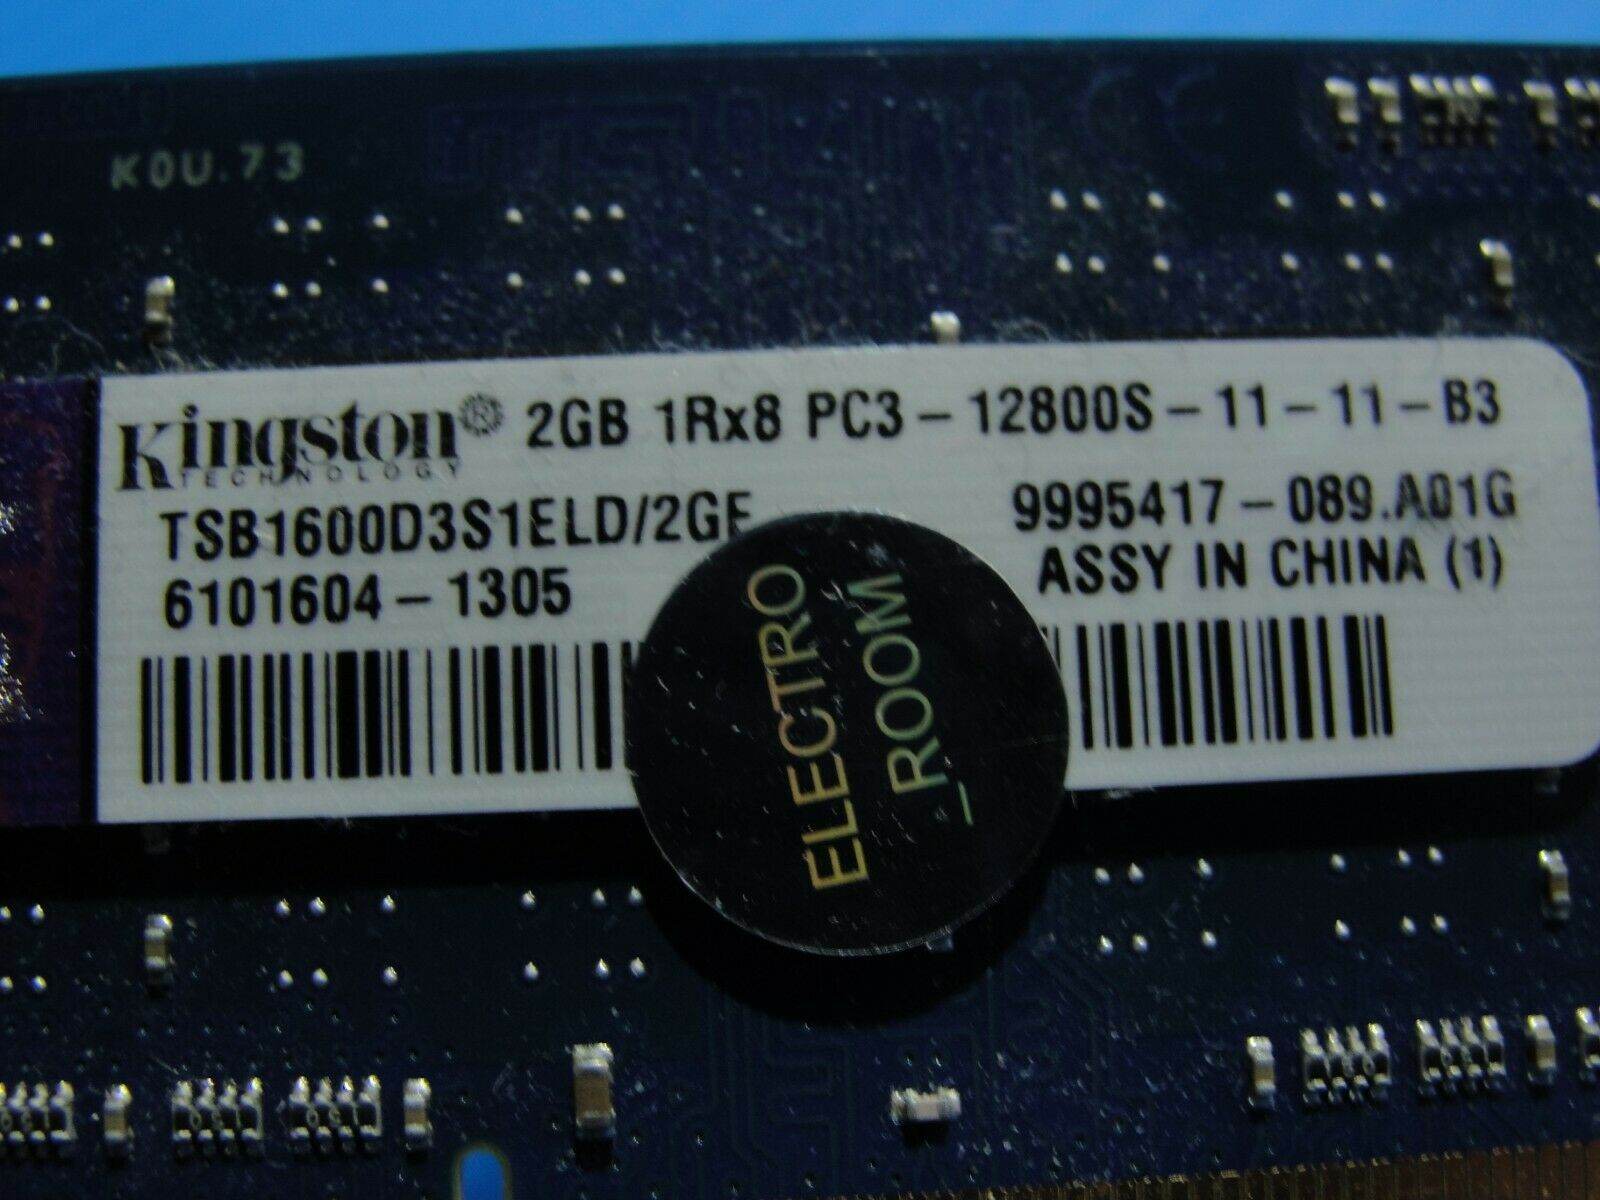 K0U.73
Kingston® 2GB 1Rx8 PC3-12800S-11-11-B3
TECHNOLOGY
TSB1600D3S1ELD/2GE 9995417-089.A01G
6101604-1305 ASSY IN CHINA (1)
ELECTRO
_ROOM